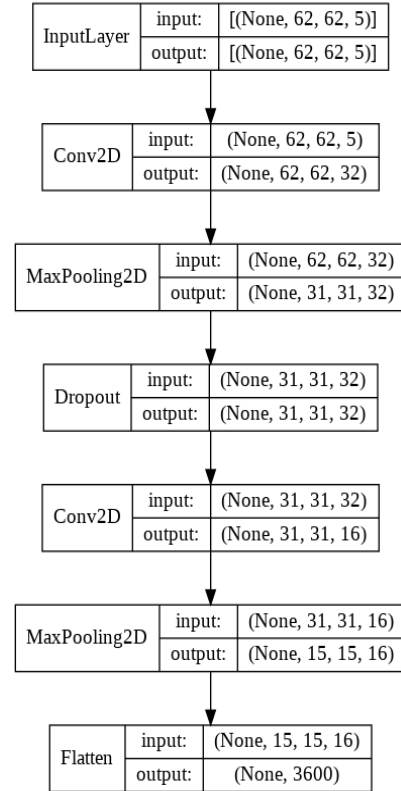 InputLayer
input: [(None, 62, 62, 5)]
output: [(None, 62, 62, 5)]
Conv2D
input: (None, 62, 62, 5)
output: (None, 62, 62, 32)
MaxPooling2D
input: (None, 62, 62, 32)
output: (None, 31, 31, 32)
Dropout
input: (None, 31, 31, 32)
output: (None, 31, 31, 32)
Conv2D
input: (None, 31, 31, 32)
output: (None, 31, 31, 16)
MaxPooling2D
input: (None, 31, 31, 16)
output: (None, 15, 15, 16)
Flatten
input: (None, 15, 15, 16)
output: (None, 3600)